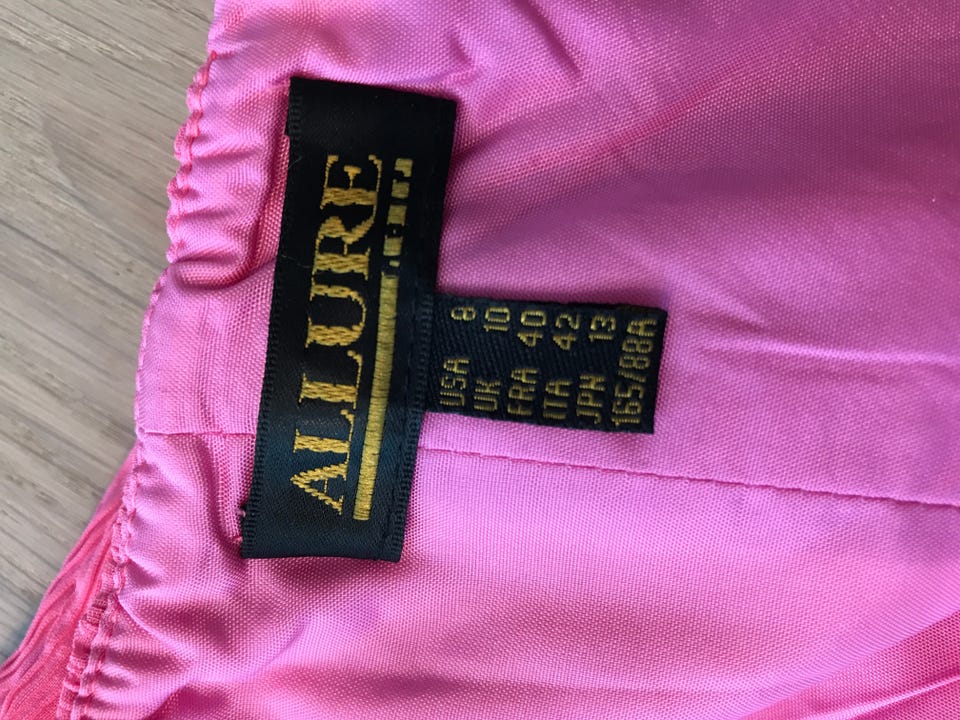 ALLURE
USA 8
UK 10
FRA 40
ITA 42
JPN 13
165/88A